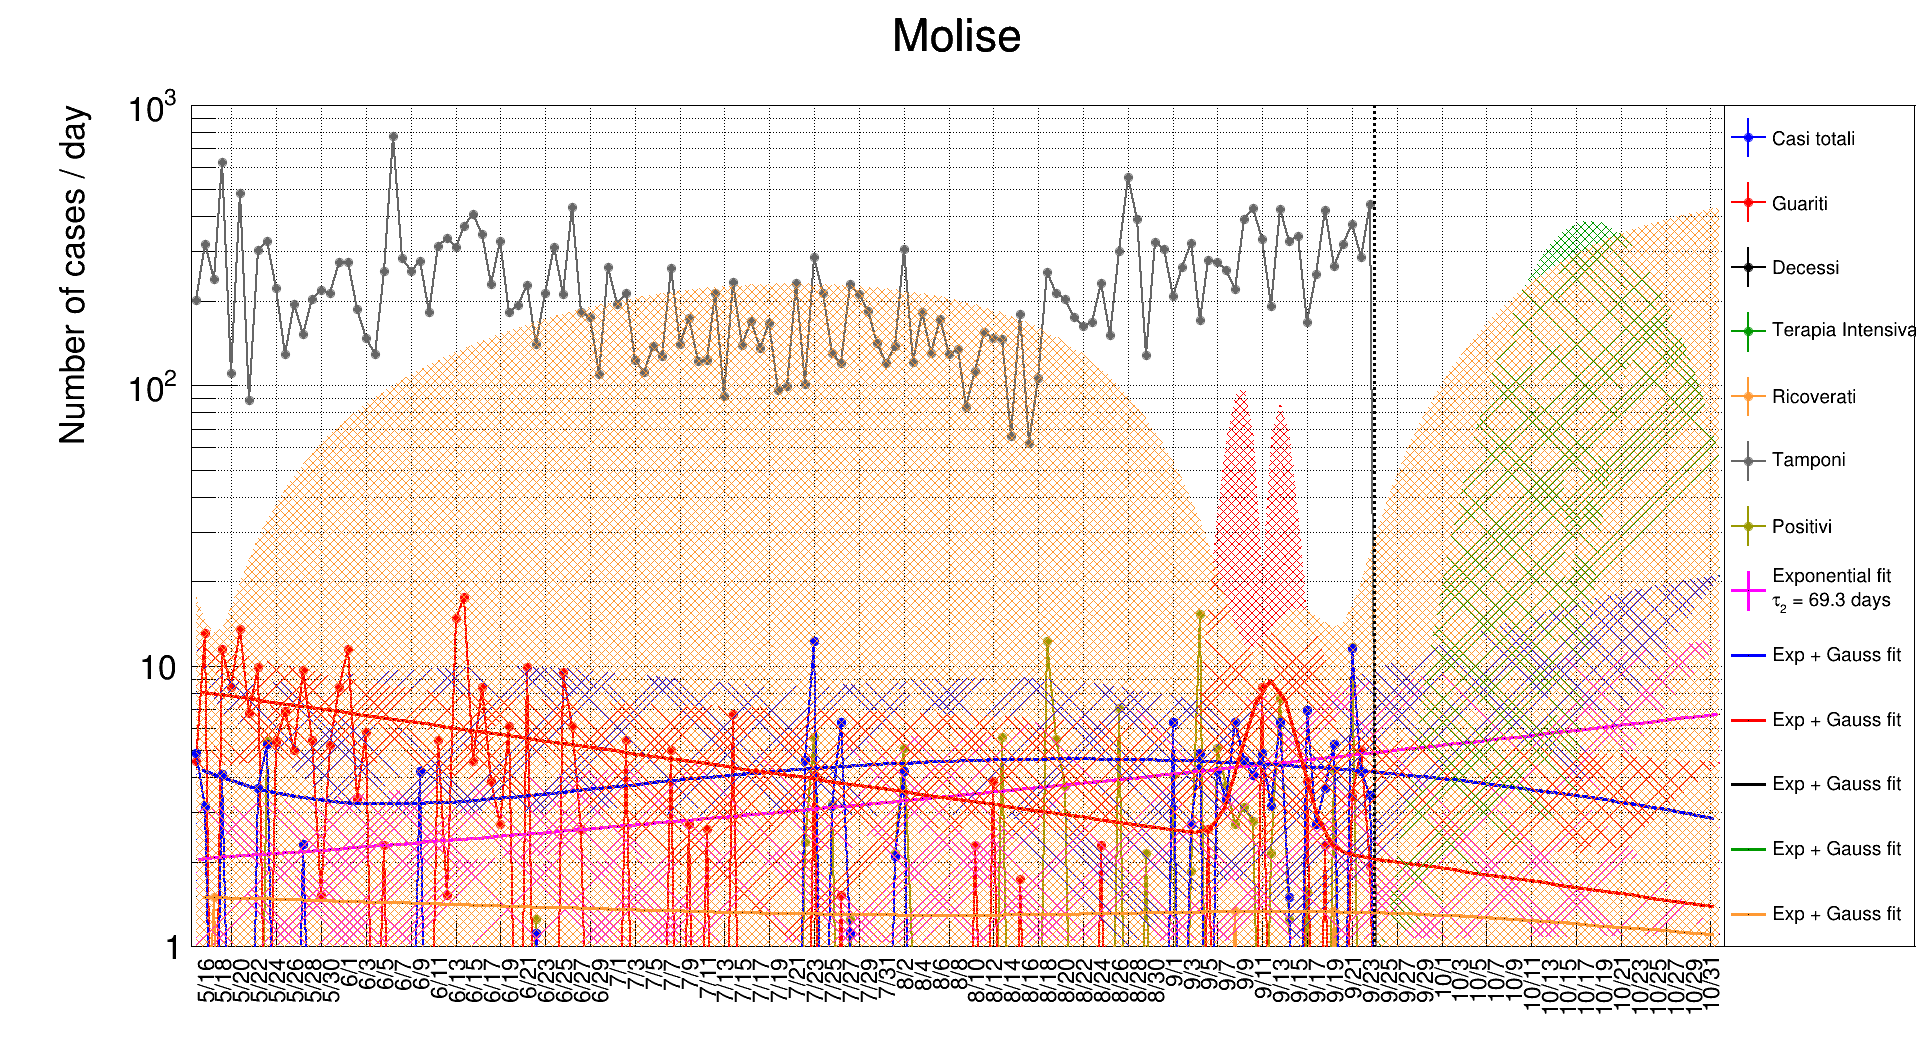 Molise
Number of cases / day
10³
10²
10
1
Casi totali
Guariti
Decessi
Terapia Intensiva
Ricoverati
Tamponi
Positivi
Exponential fit
τ₂ = 69.3 days
Exp + Gauss fit
Exp + Gauss fit
Exp + Gauss fit
Exp + Gauss fit
Exp + Gauss fit
5/16 5/18 5/20 5/22 5/24 5/26 5/28 5/30 6/1 6/3 6/5 6/7 6/9 6/11 6/13 6/15 6/17 6/19 6/21 6/23 6/25 6/27 6/29 7/1 7/3 7/5 7/7 7/9 7/11 7/13 7/15 7/17 7/19 7/21 7/23 7/25 7/27 7/29 7/31 8/2 8/4 8/6 8/8 8/10 8/12 8/14 8/16 8/18 8/20 8/22 8/24 8/26 8/28 8/30 9/1 9/3 9/5 9/7 9/9 9/11 9/13 9/15 9/17 9/19 9/21 9/23 9/25 9/27 9/29 10/1 10/3 10/5 10/7 10/9 10/11 10/13 10/15 10/17 10/19 10/21 10/23 10/25 10/27 10/29 10/31